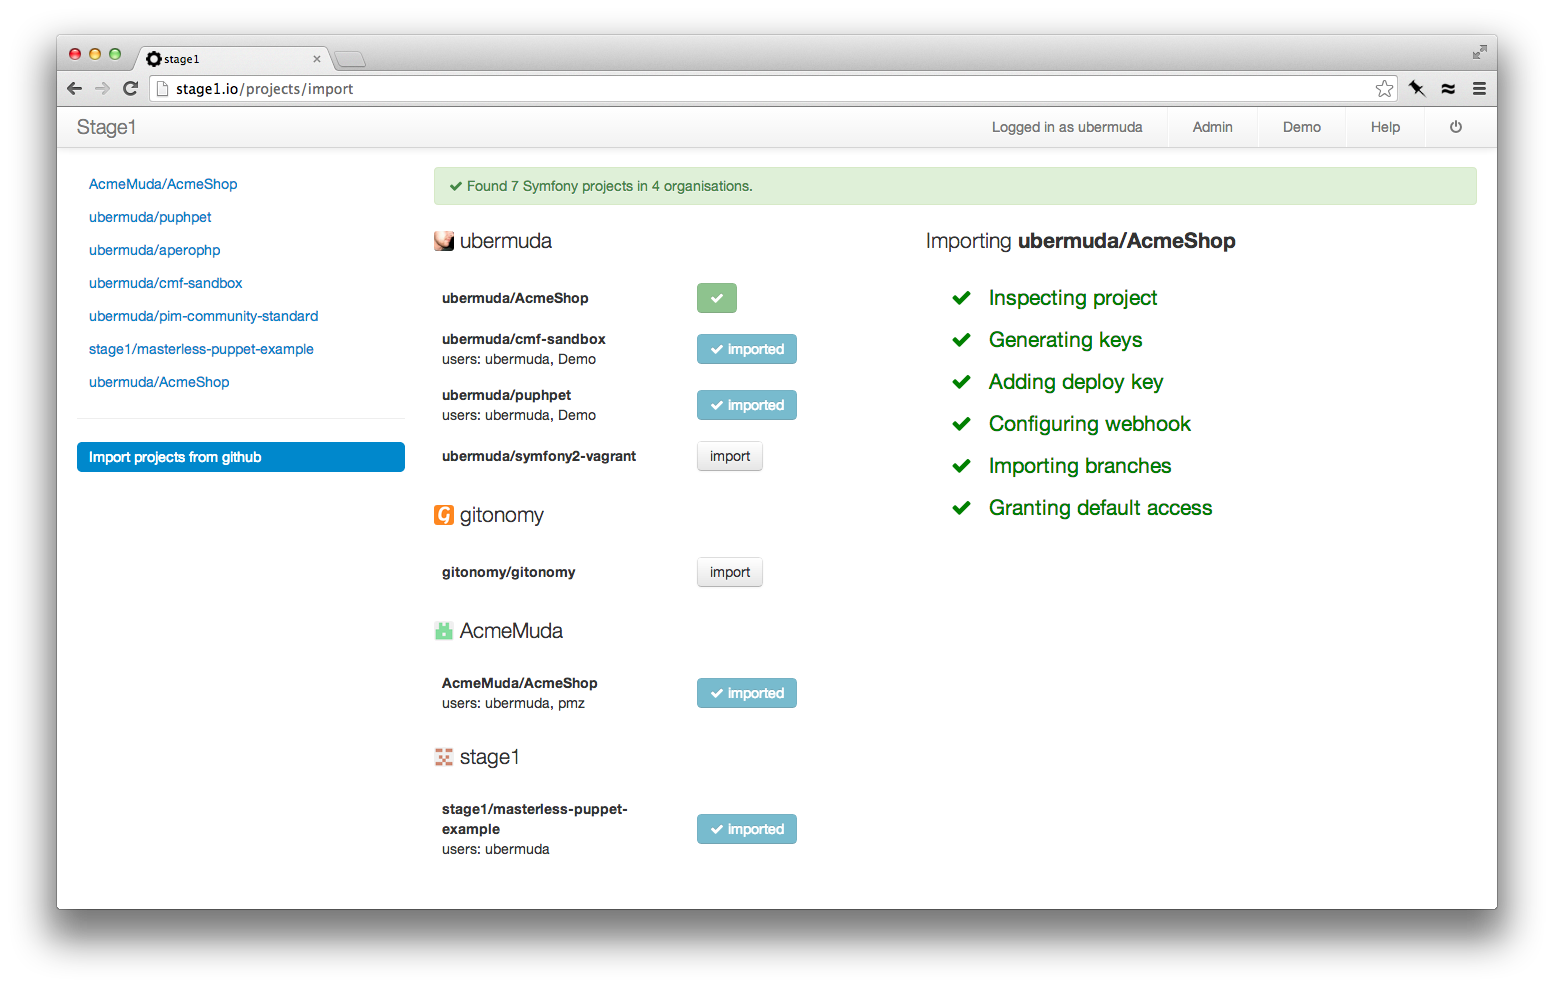 stage1
stage1.io/projects/import
Stage1
Logged in as ubermuda
Admin
Demo
Help
AcmeMuda/AcmeShop
ubermuda/puphpet
ubermuda/aperophp
ubermuda/cmf-sandbox
ubermuda/pim-community-standard
stage1/masterless-puppet-example
ubermuda/AcmeShop
Import projects from github
Found 7 Symfony projects in 4 organisations.
ubermuda
ubermuda/AcmeShop
ubermuda/cmf-sandbox
users: ubermuda, Demo
imported
ubermuda/puphpet
users: ubermuda, Demo
imported
ubermuda/symfony2-vagrant
import
gitonomy
gitonomy/gitonomy
import
AcmeMuda
AcmeMuda/AcmeShop
users: ubermuda, pmz
imported
stage1
stage1/masterless-puppet-
example
users: ubermuda
imported
Importing ubermuda/AcmeShop
Inspecting project
Generating keys
Adding deploy key
Configuring webhook
Importing branches
Granting default access